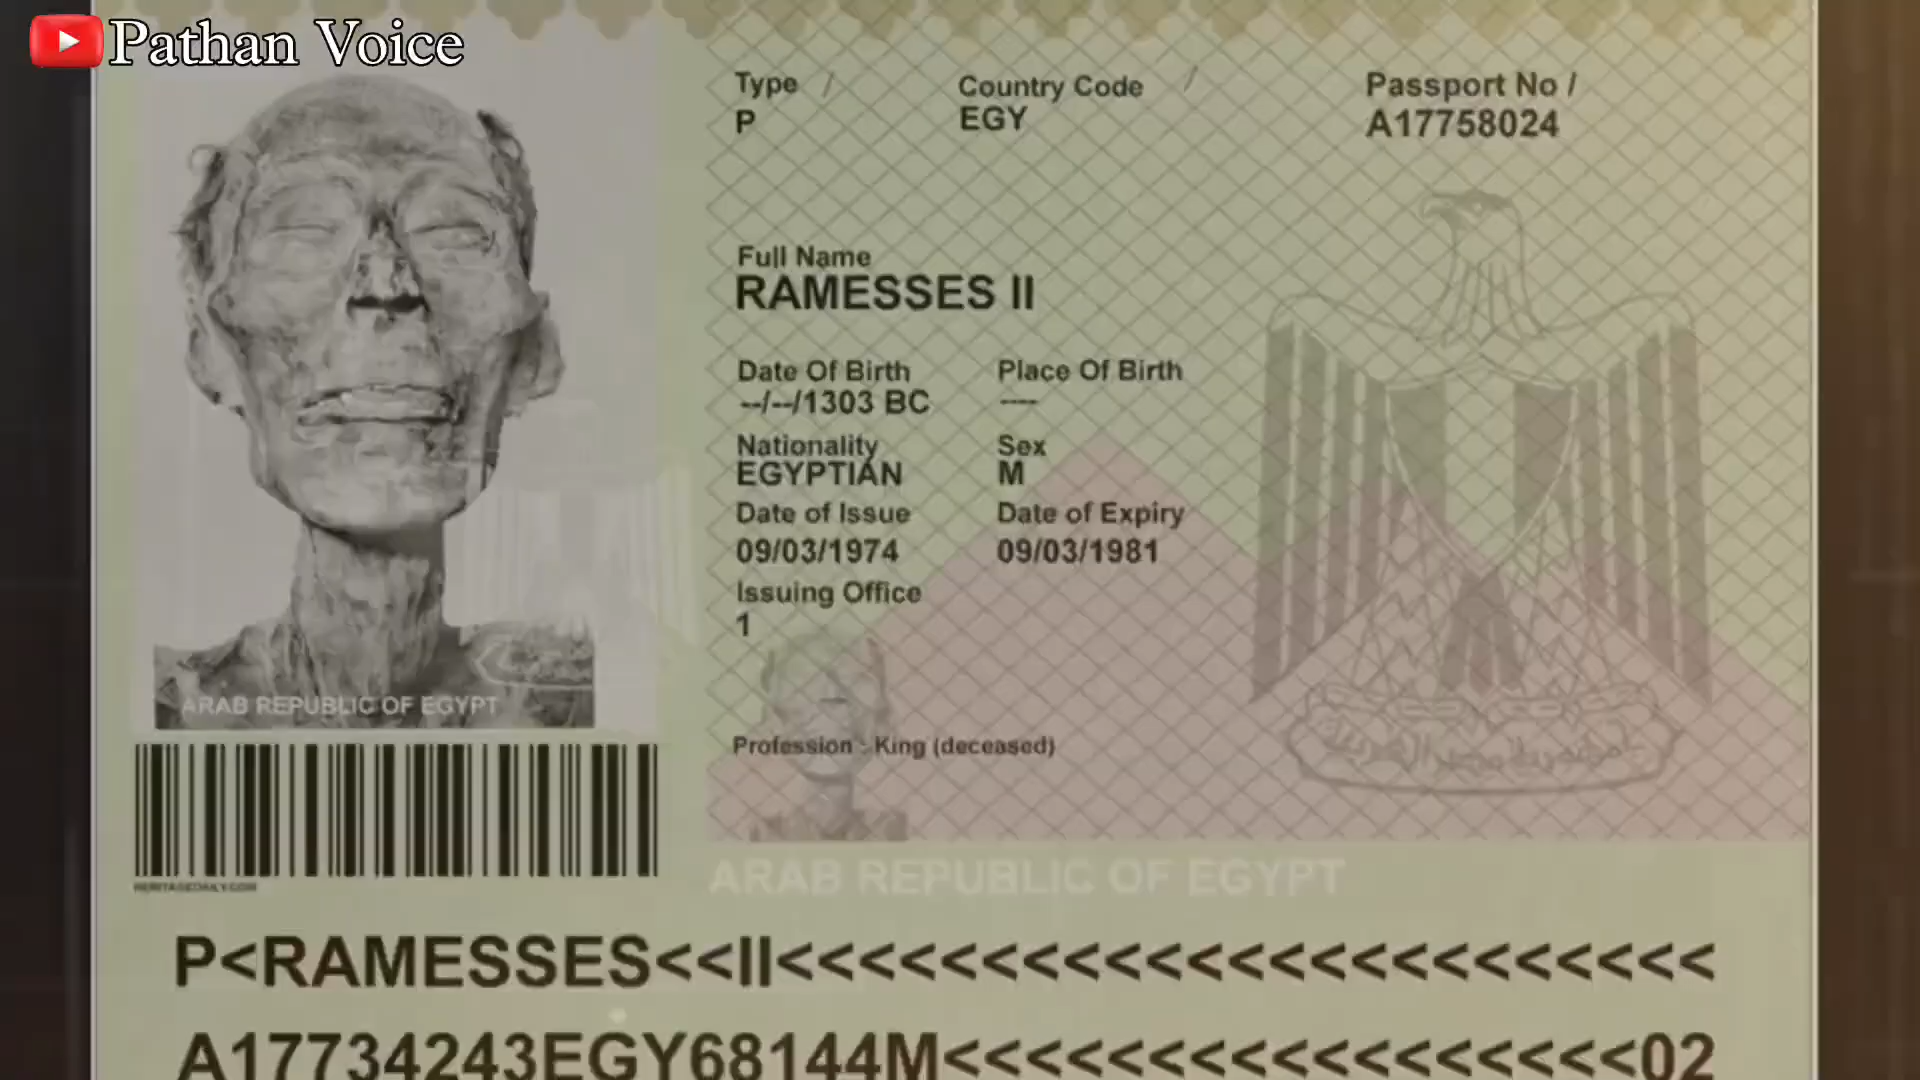 Pathan Voice
Type / Country Code / Passport No /
P EGY A17758024
Full Name
RAMESSES II
Date Of Birth Place Of Birth
--/--/1303 BC ----
Nationality Sex
EGYPTIAN M
Date of Issue Date of Expiry
09/03/1974 09/03/1981
Issuing Office
1
ARAB REPUBLIC OF EGYPT
Profession : King (deceased)
HERITAGEDAILY.COM
ARAB REPUBLIC OF EGYPT
P<RAMESSES<<II<<<<<<<<<<<<<<<<<<<<<<<
A17734243EGY68144M<<<<<<<<<<<<<<<<<02